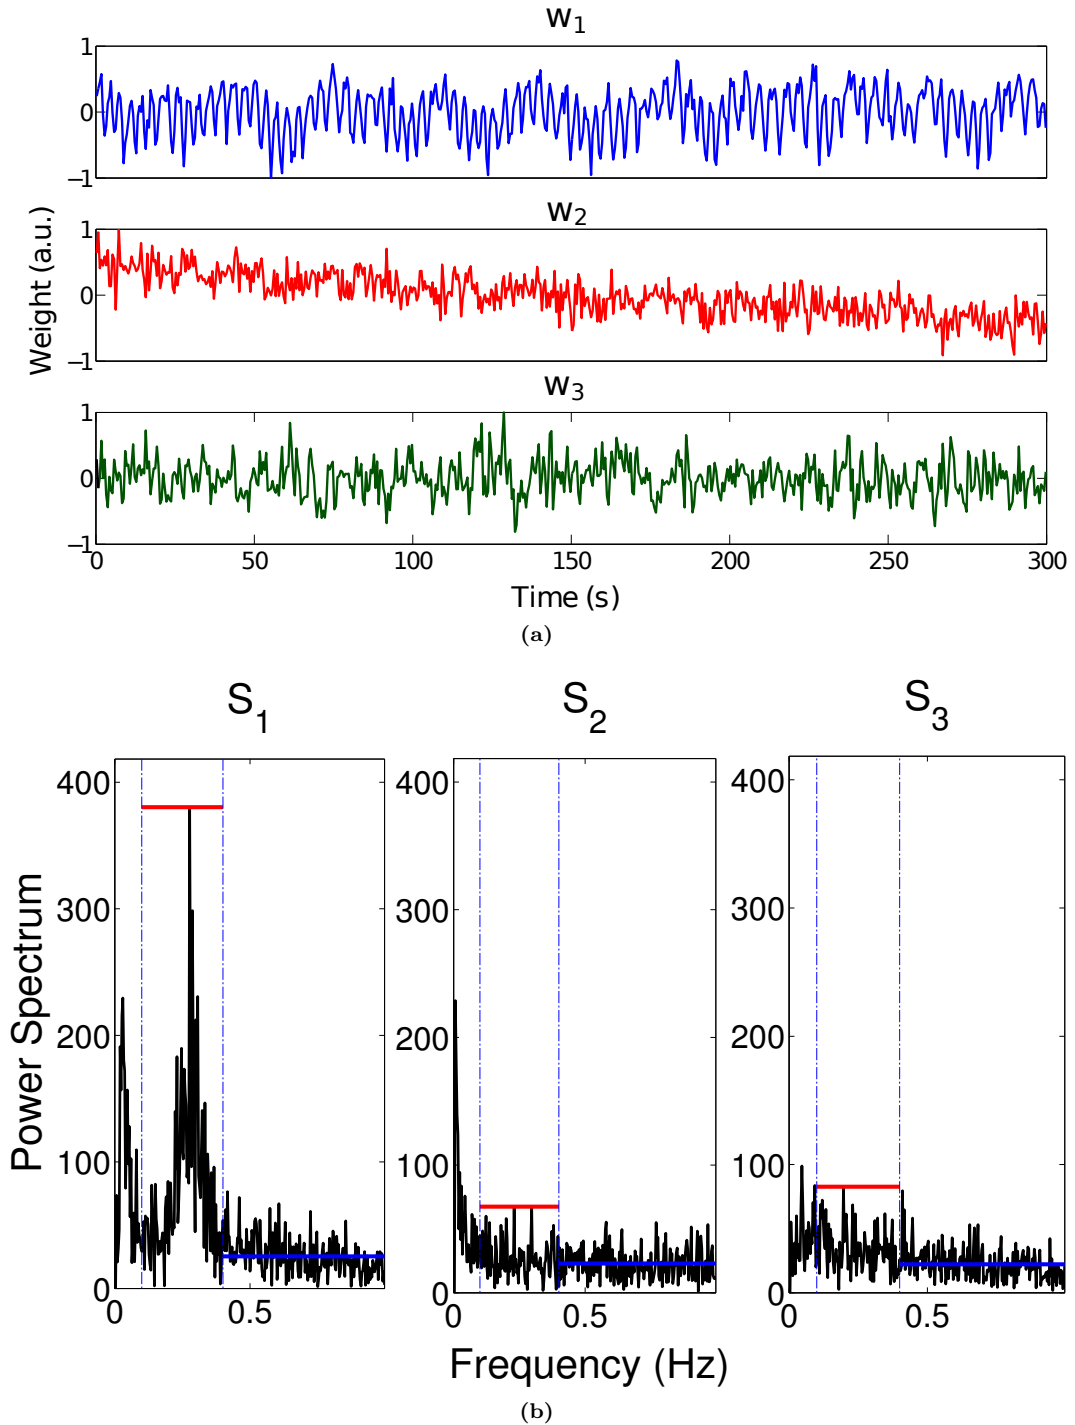 w1
1
0
−1
w2
1
0
−1
Weight (a.u.)
w3
1
0
−1
0 50 100 150 200 250 300
Time (s)
(a)
S1 S2 S3
400 400 400
300 300 300
200 200 200
100 100 100
0 0 0
0 0.5 0 0.5 0 0.5
Power Spectrum
Frequency (Hz)
(b)